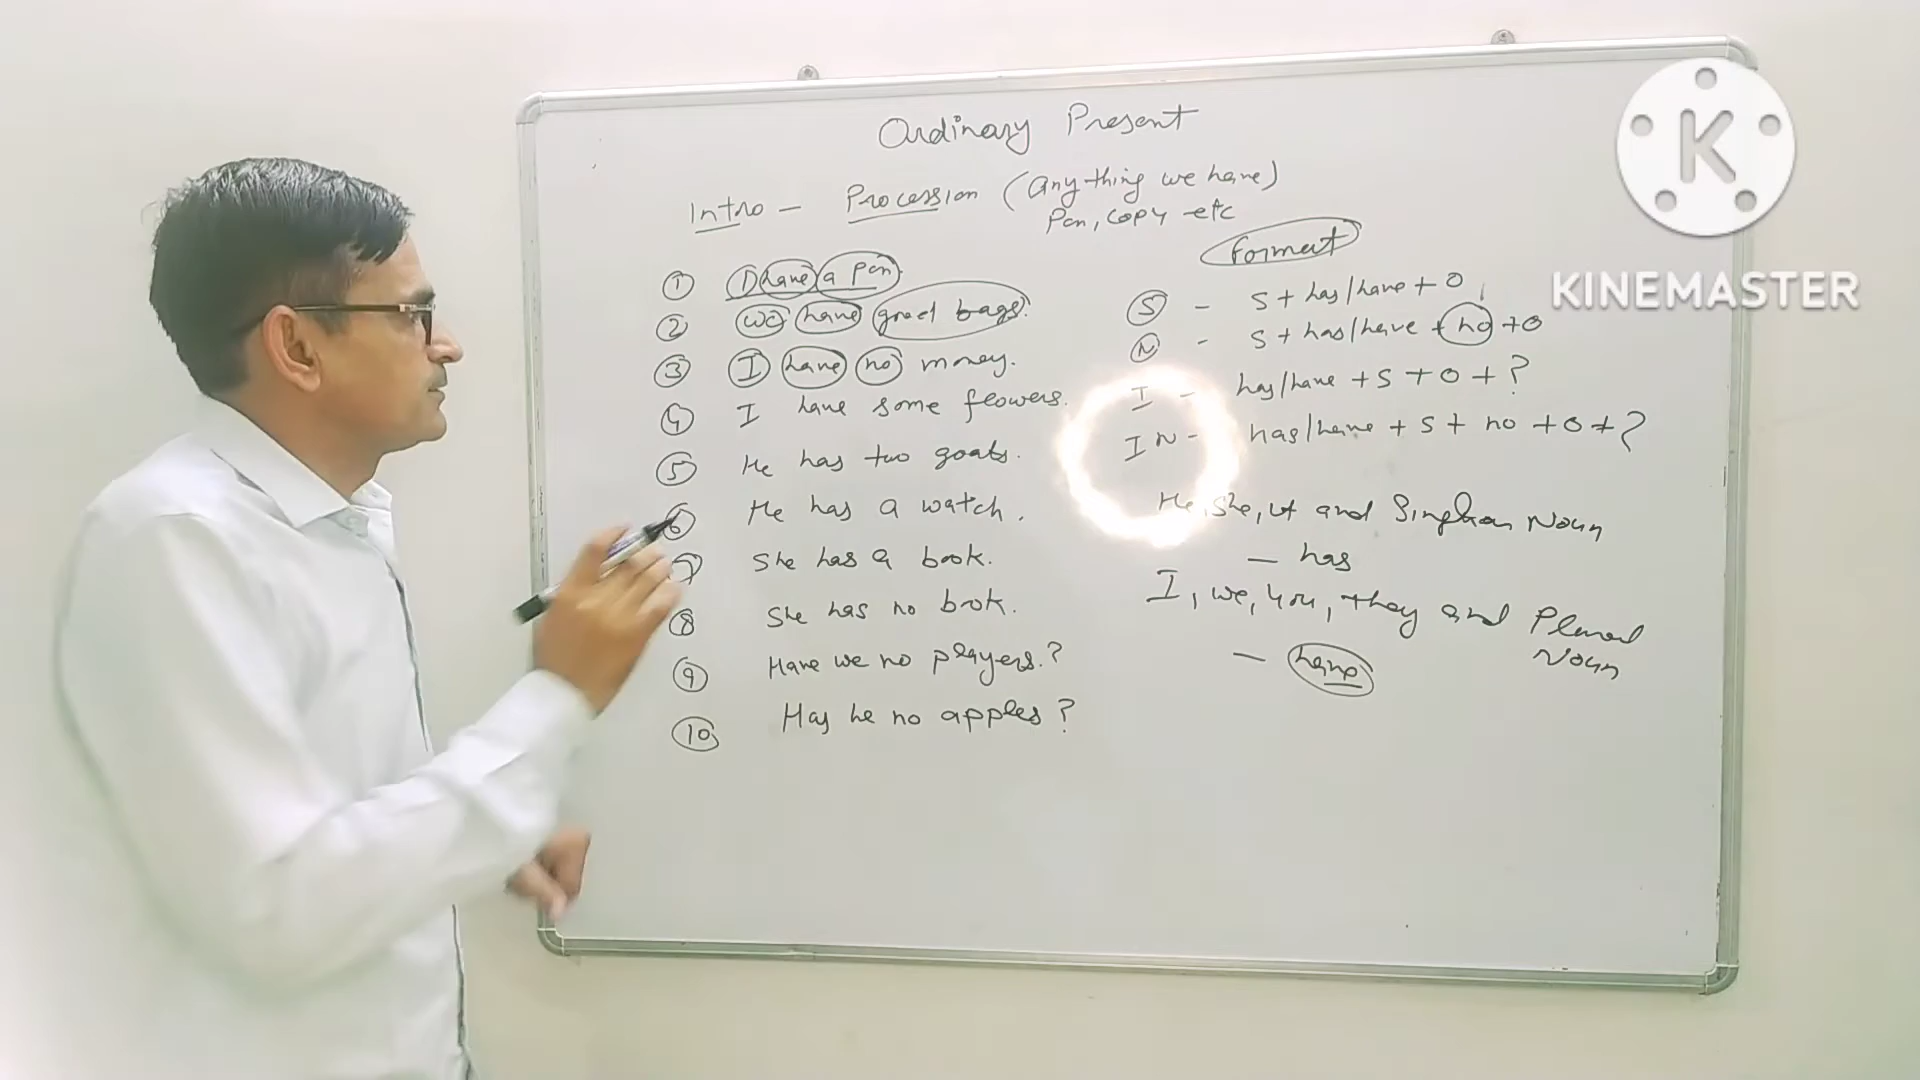 Ordinary Present
Intro - Procession (anything we have)
Pen, copy etc
① I have a pen
② We have good bags.
③ I have no money.
④ I have some flowers.
⑤ He has two goats.
⑥ He has a watch.
⑦ She has a book.
⑧ She has no book.
⑨ Have we no players.?
⑩ Has he no apples?
Format
Ⓢ - S + has/have + O
Ⓝ - S + has/have + no + O
I - has/have + S + O + ?
IN - has/have + S + no + O + ?
He, She, it and Noun
- has
I, we, you, they and Plural
Noun
- have
K
KINEMASTER